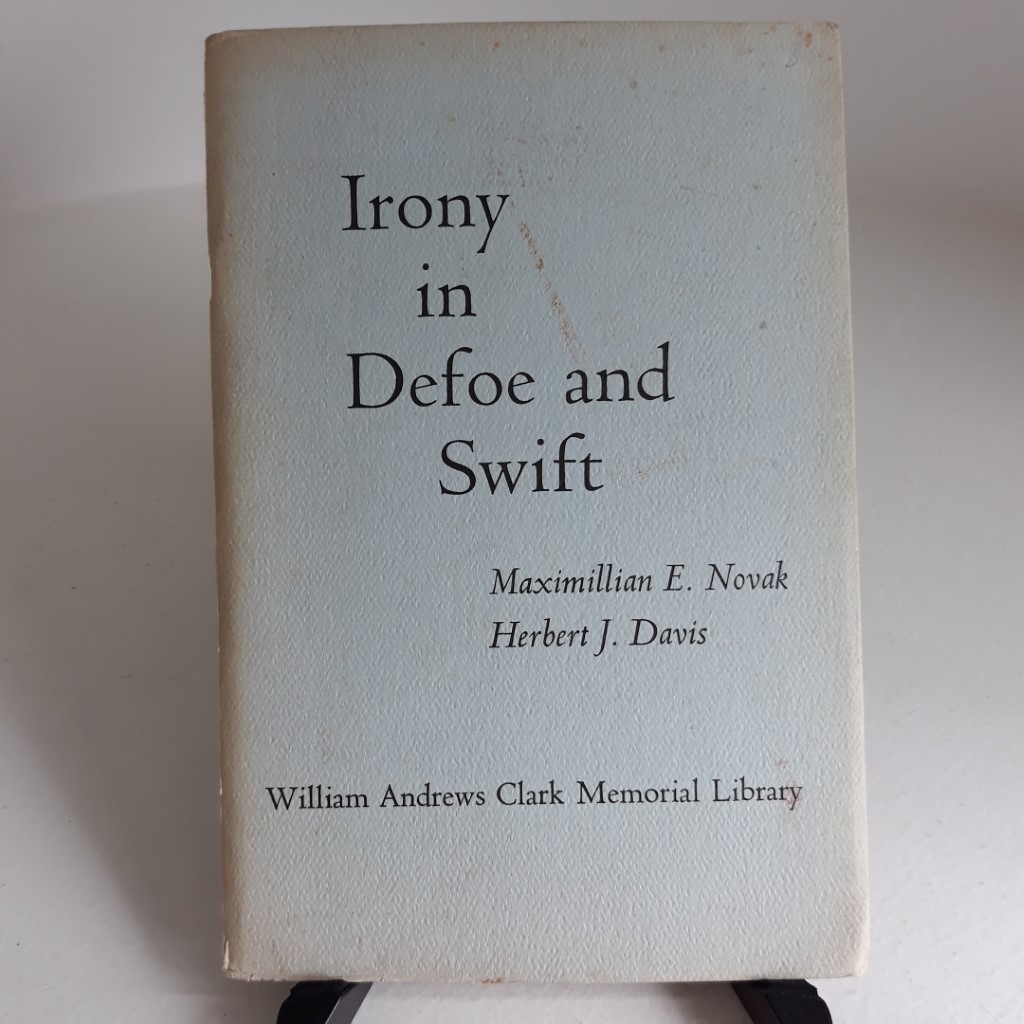 Irony
in
Defoe and
Swift
Maximillian E. Novak
Herbert J. Davis
William Andrews Clark Memorial Library